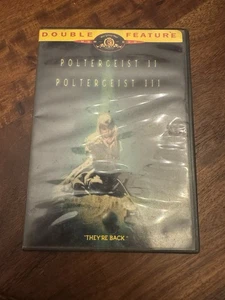 DOUBLE FEATURE
POLTERGEIST II
POLTERGEIST III
"THEY'RE BACK"